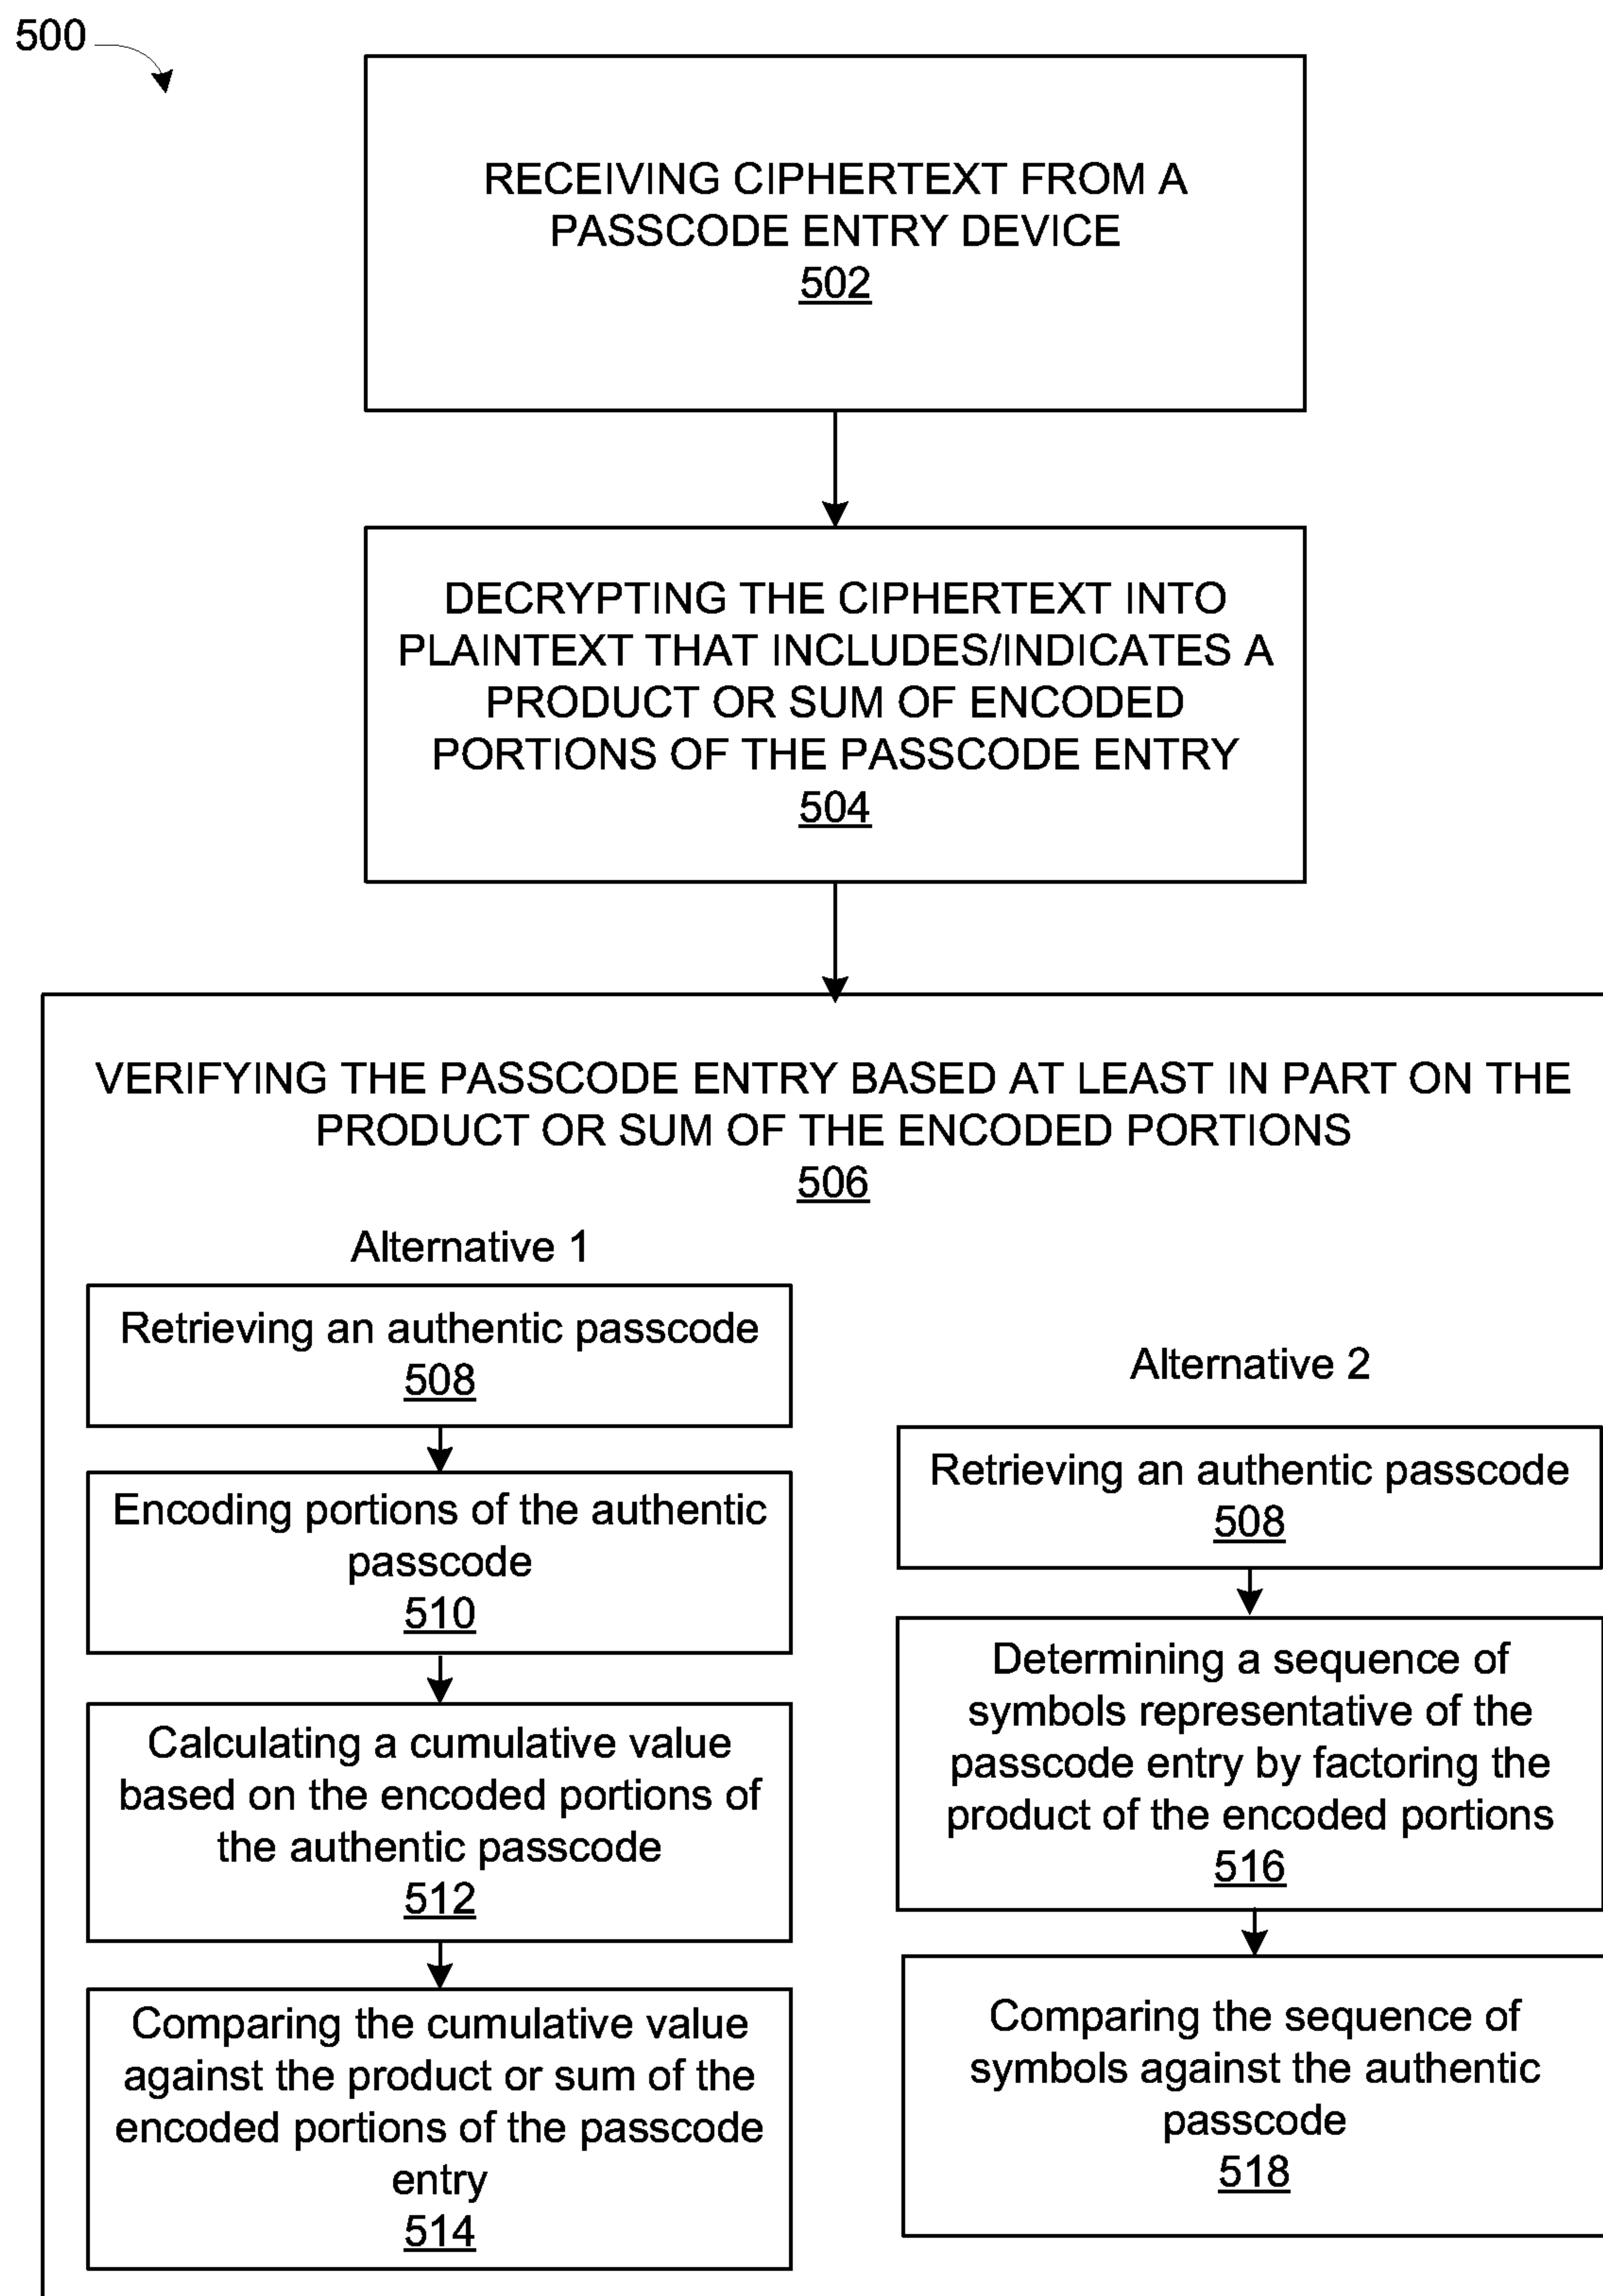 500
RECEIVING CIPHERTEXT FROM A
PASSCODE ENTRY DEVICE
502
DECRYPTING THE CIPHERTEXT INTO
PLAINTEXT THAT INCLUDES/INDICATES A
PRODUCT OR SUM OF ENCODED
PORTIONS OF THE PASSCODE ENTRY
504
VERIFYING THE PASSCODE ENTRY BASED AT LEAST IN PART ON THE
PRODUCT OR SUM OF THE ENCODED PORTIONS
506
Alternative 1
Retrieving an authentic passcode
508
Encoding portions of the authentic
passcode
510
Calculating a cumulative value
based on the encoded portions of
the authentic passcode
512
Comparing the cumulative value
against the product or sum of the
encoded portions of the passcode
entry
514
Alternative 2
Retrieving an authentic passcode
508
Determining a sequence of
symbols representative of the
passcode entry by factoring the
product of the encoded portions
516
Comparing the sequence of
symbols against the authentic
passcode
518